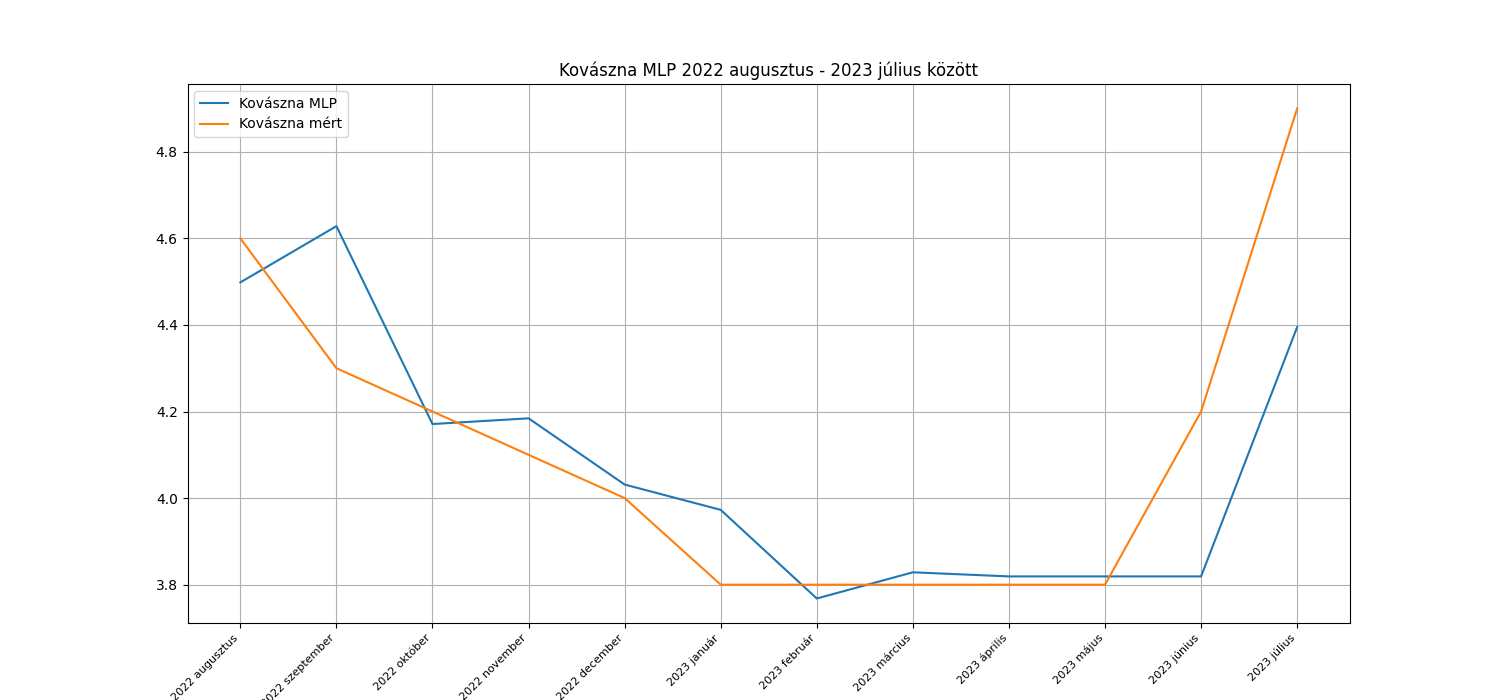 Kovászna MLP 2022 augusztus - 2023 július között
Kovászna MLP
Kovászna mért
4.8
4.6
4.4
4.2
4.0
3.8
2022 augusztus
2022 szeptember
2022 október
2022 november
2022 december
2023 január
2023 február
2023 március
2023 április
2023 május
2023 június
2023 július